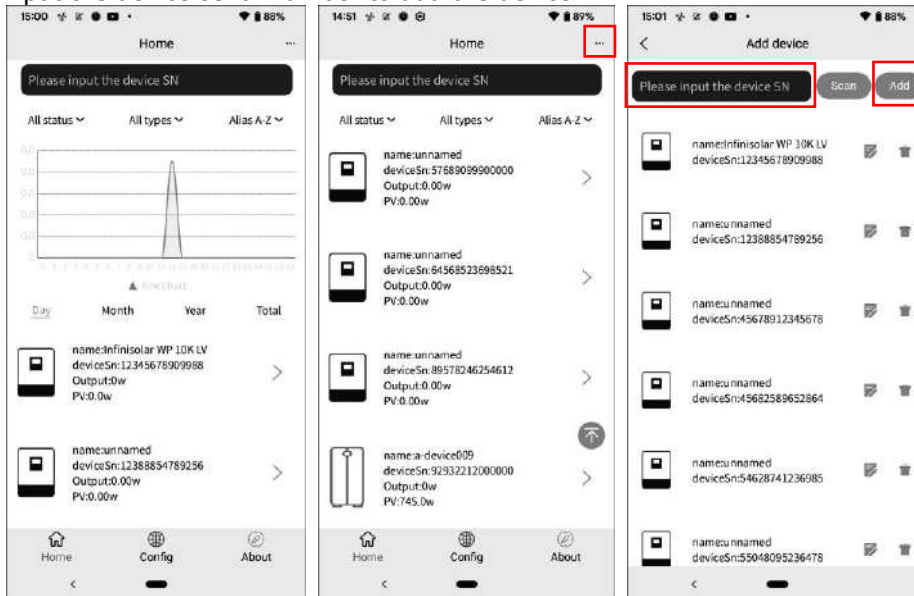 15:00
88%
Home
...
Please input the device SN
All status
All types
Alias A-Z
Day
Month
Year
Total
name:Infinisolar WP 10K LV
deviceSn:12345678909988
Output:0w
PV:0.0w
name:unnamed
deviceSn:12388854789256
Output:0.00w
PV:0.00w
Home
Config
About
14:51
89%
Home
...
Please input the device SN
All status
All types
Alias A-Z
name:unnamed
deviceSn:57689099900000
Output:0.00w
PV:0.00w
name:unnamed
deviceSn:64568523698521
Output:0.00w
PV:0.00w
name:unnamed
deviceSn:89578246254612
Output:0.00w
PV:0.00w
name:a-device009
deviceSn:92932212000000
Output:0w
PV:745.0w
Home
Config
About
15:01
88%
Add device
Please input the device SN
Scan
Add
name:Infinisolar WP 10K LV
deviceSn:12345678909988
name:unnamed
deviceSn:12388854789256
name:unnamed
deviceSn:45678912345678
name:unnamed
deviceSn:45682589652864
name:unnamed
deviceSn:54628741236985
name:unnamed
deviceSn:55048095236478